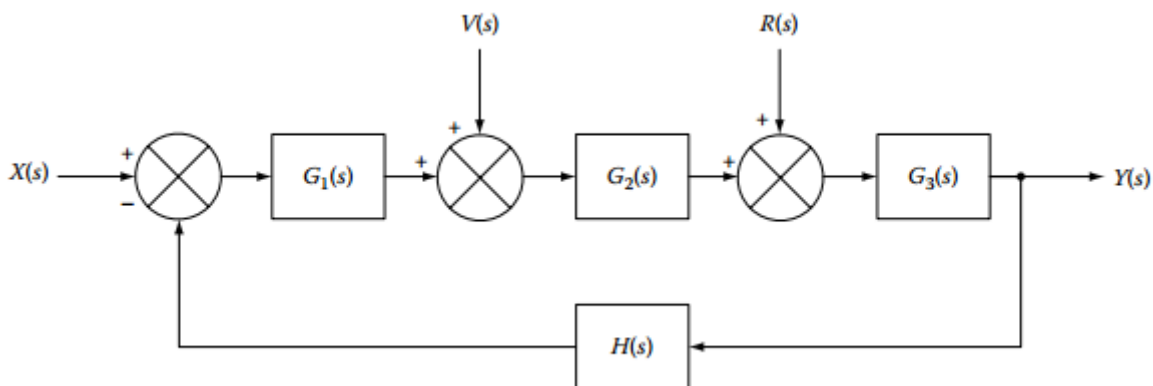 V(s) R(s)
+ + + + +
X(s) G₁(s) G₂(s) G₃(s) Y(s)
−
H(s)